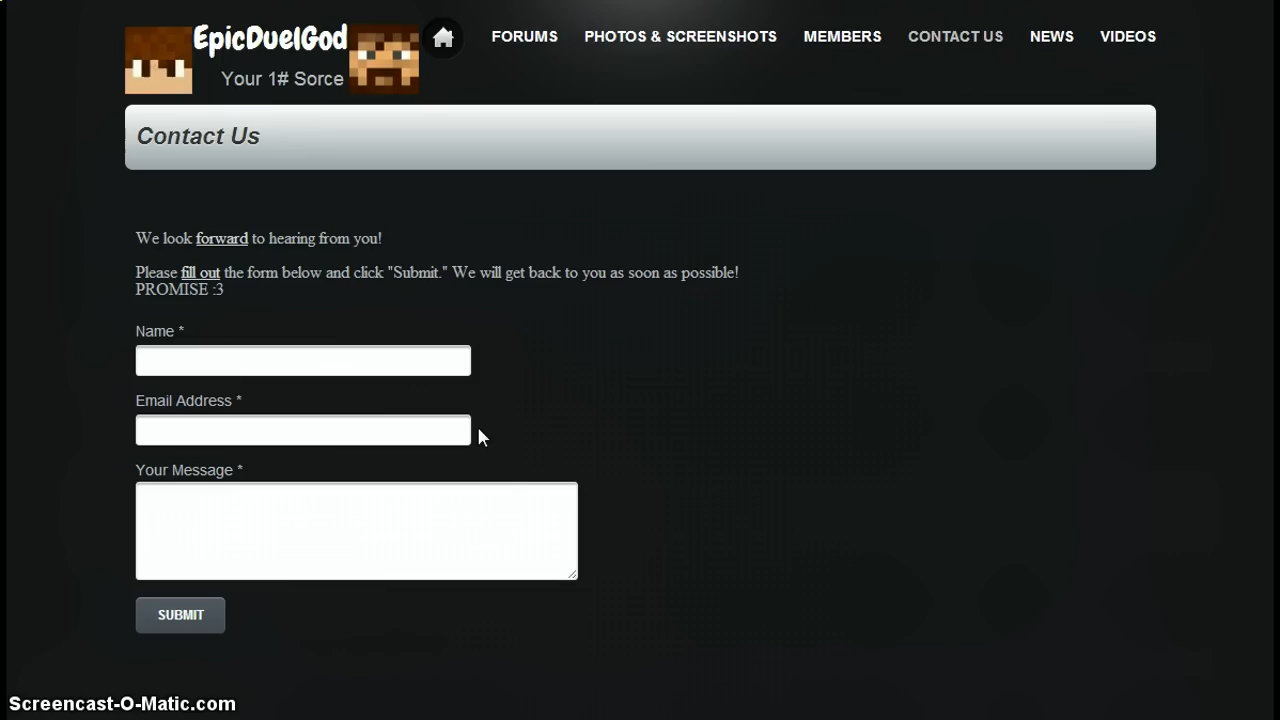 EpicDuelGod
Your 1# Sorce
FORUMS
PHOTOS & SCREENSHOTS
MEMBERS
CONTACT US
NEWS
VIDEOS
Contact Us
We look forward to hearing from you!
Please fill out the form below and click "Submit." We will get back to you as soon as possible!
PROMISE :3
Name *
Email Address *
Your Message *
SUBMIT
Screencast-O-Matic.com